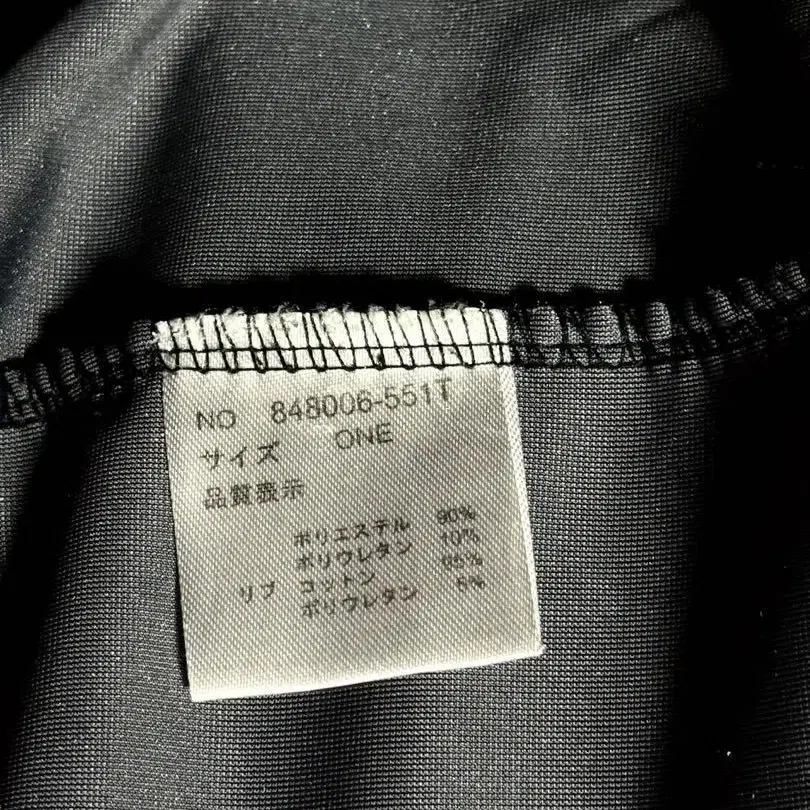 NO 848006-551T
サイズ ONE
品質表示
ポリエステル 90%
ポリウレタン 10%
リブ コットン 95%
ポリウレタン 5%